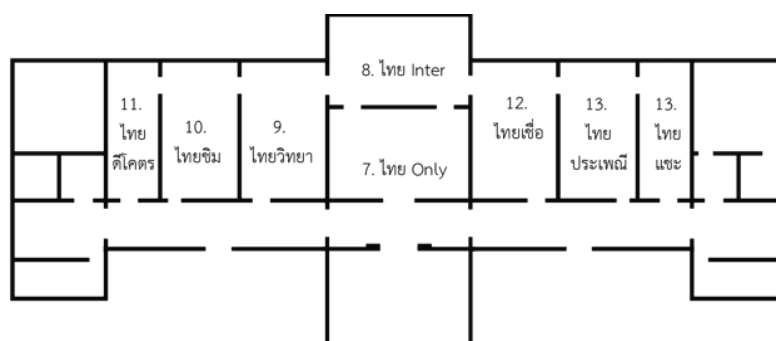 8. ไทย Inter
11.
ไทย
ดีโคตร
10.
ไทยชิม
9.
ไทยวิทยา
7. ไทย Only
12.
ไทยเชื่อ
13.
ไทย
ประเพณี
13.
ไทย
แชะ